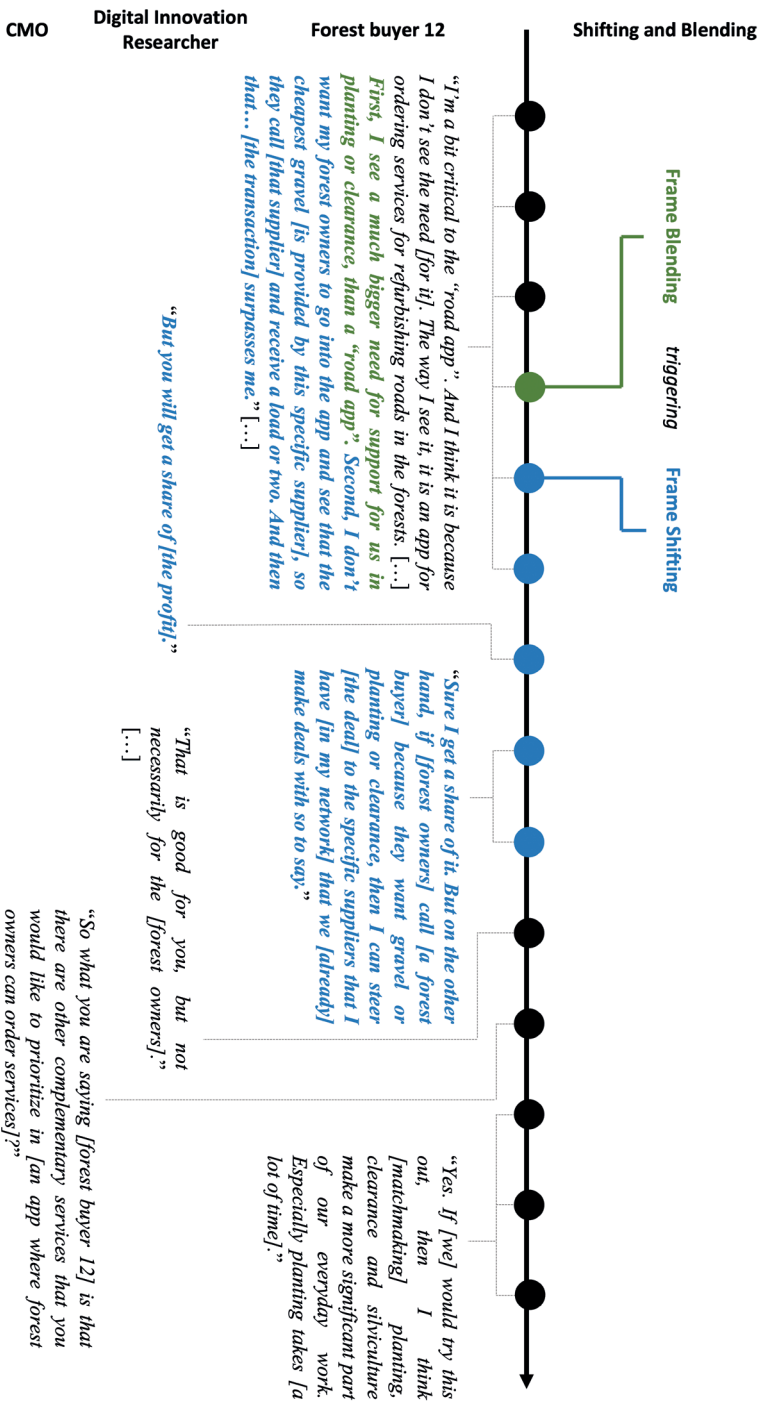 Shifting and Blending
Frame Blending triggering Frame Shifting
Forest buyer 12
“I’m a bit critical to the “road app”. And I think it is because
I don’t see the need [for it]. The way I see it, it is an app for
ordering services for refurbishing roads in the forests. […]
First, I see a much bigger need for support for us in
planting or clearance, than a “road app”. Second, I don’t
want my forest owners to go into the app and see that the
cheapest gravel [is provided by this specific supplier], so
they call [that supplier] and receive a load or two. And then
that… [the transaction] surpasses me.” […]
“Sure I get a share of it. But on the other
hand, if [forest owners] call [a forest
buyer] because they want gravel or
planting or clearance, then I can steer
[the deal] to the specific suppliers that I
have [in my network] that we [already]
make deals with so to say.”
“Yes. If [we] would try this
out, then I think
[matchmaking] planting,
clearance and silviculture
make a more significant part
of our everyday work.
Especially planting takes [a
lot of time].”
Digital Innovation
Researcher
“But you will get a share of [the profit].”
“That is good for you, but not
necessarily for the [forest owners].”
[…]
CMO
“So what you are saying [forest buyer 12] is that
there are other complementary services that you
would like to prioritize in [an app where forest
owners can order services]?”